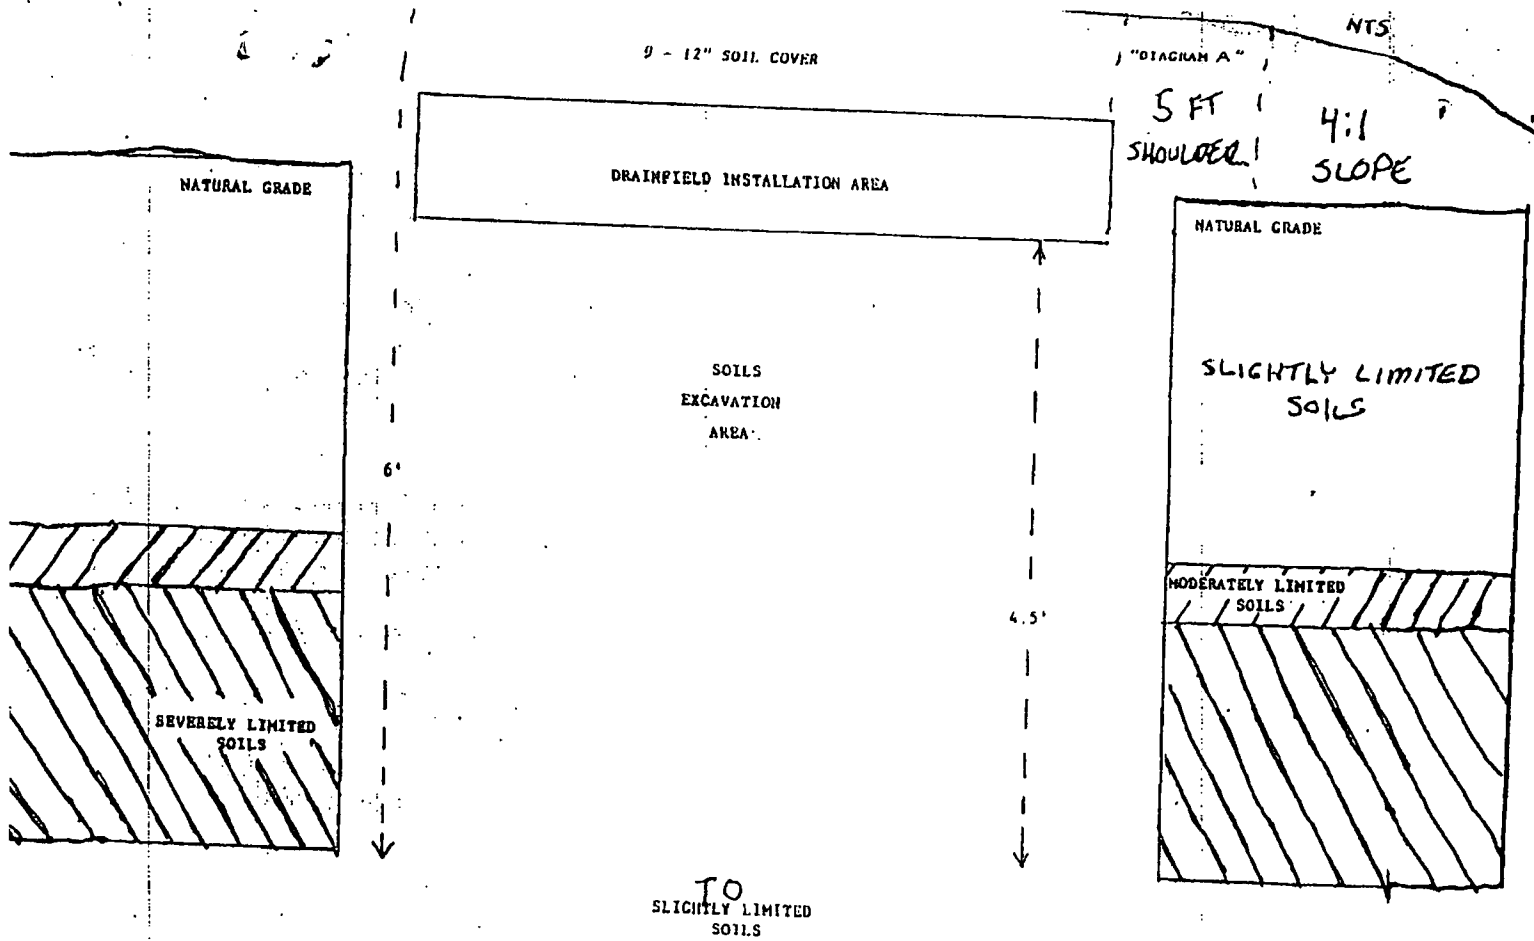 NTS
9 - 12" SOIL COVER
"DIAGRAM A"
5 FT
SHOULDER
4:1
SLOPE
DRAINFIELD INSTALLATION AREA
NATURAL GRADE
NATURAL GRADE
SOILS
EXCAVATION
AREA
SLIGHTLY LIMITED
SOILS
6'
MODERATELY LIMITED
SOILS
4.5'
SEVERELY LIMITED
SOILS
TO
SLIGHTLY LIMITED
SOILS